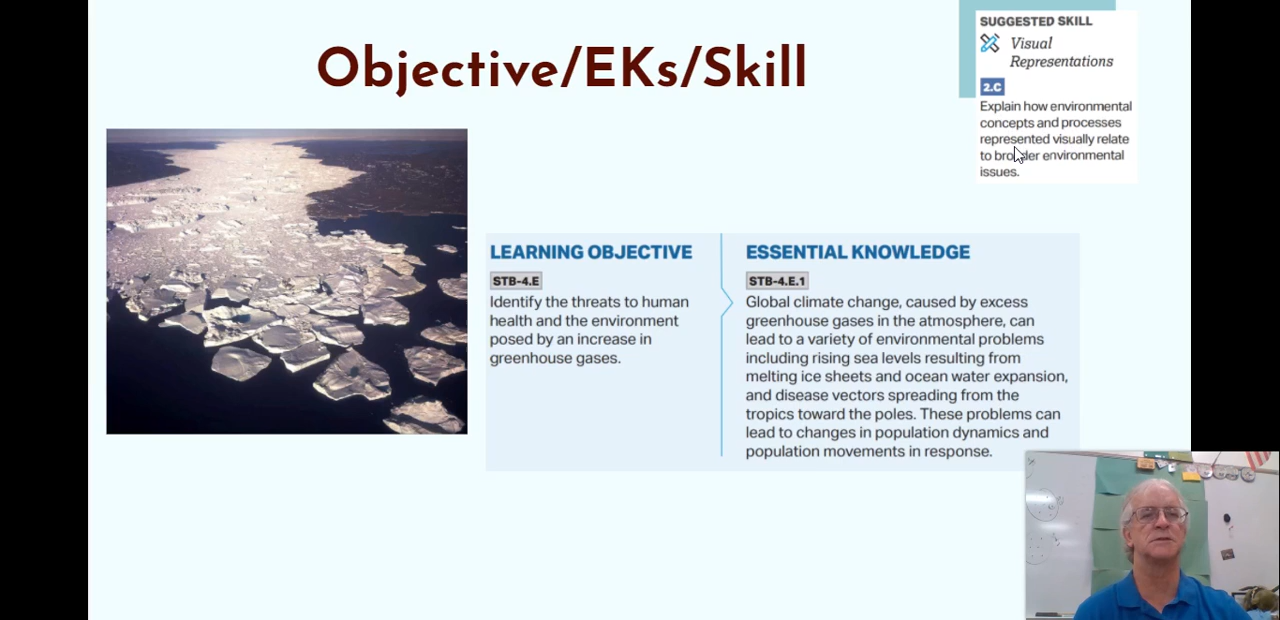 Objective/EKs/Skill
SUGGESTED SKILL
Visual
Representations
2.C
Explain how environmental
concepts and processes
represented visually relate
to broader environmental
issues.
LEARNING OBJECTIVE
STB-4.E
Identify the threats to human
health and the environment
posed by an increase in
greenhouse gases.
ESSENTIAL KNOWLEDGE
STB-4.E.1
Global climate change, caused by excess
greenhouse gases in the atmosphere, can
lead to a variety of environmental problems
including rising sea levels resulting from
melting ice sheets and ocean water expansion,
and disease vectors spreading from the
tropics toward the poles. These problems can
lead to changes in population dynamics and
population movements in response.